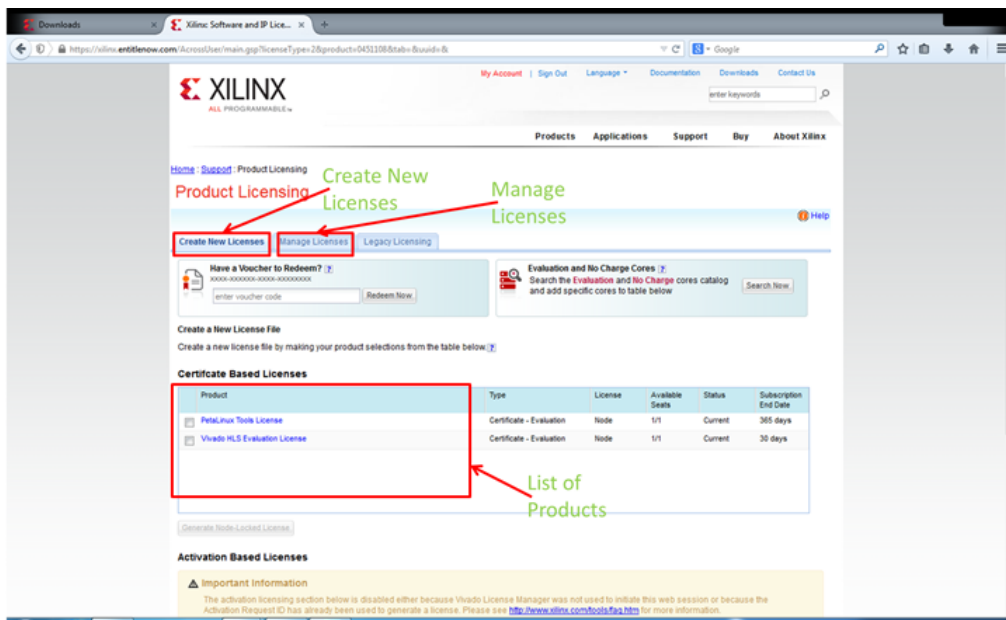 Downloads
Xilinx: Software and IP Lice...
https://xilinx.entitlenow.com/AcrossUser/main.gsp?licenseType=2&product=0451108&tab=&uuid=&
Google
XILINX
ALL PROGRAMMABLE
My Account | Sign Out Language Documentation Downloads Contact Us
enter keywords
Products Applications Support Buy About Xilinx
Home : Support : Product Licensing
Create New
Licenses
Product Licensing
Manage
Licenses
Help
Create New Licenses Manage Licenses Legacy Licensing
Have a Voucher to Redeem? [?]
XXXX-XXXXXX-XXXX-XXXXXXXXX
enter voucher code Redeem Now
Evaluation and No Charge Cores [?]
Search the Evaluation and No Charge cores catalog
and add specific cores to table below
Search Now
Create a New License File
Create a new license file by making your product selections from the table below.[?]
Certifcate Based Licenses
Product Type License Available Seats Status Subscription End Date
PetaLinux Tools License Certificate - Evaluation Node 1/1 Current 365 days
Vivado HLS Evaluation License Certificate - Evaluation Node 1/1 Current 30 days
List of
Products
Generate Node-Locked License
Activation Based Licenses
Important Information
The activation licensing section below is disabled either because Vivado License Manager was not used to initiate this web session or because the
Activation Request ID has already been used to generate a license. Please see http://www.xilinx.com/tools/faq.htm for more information.